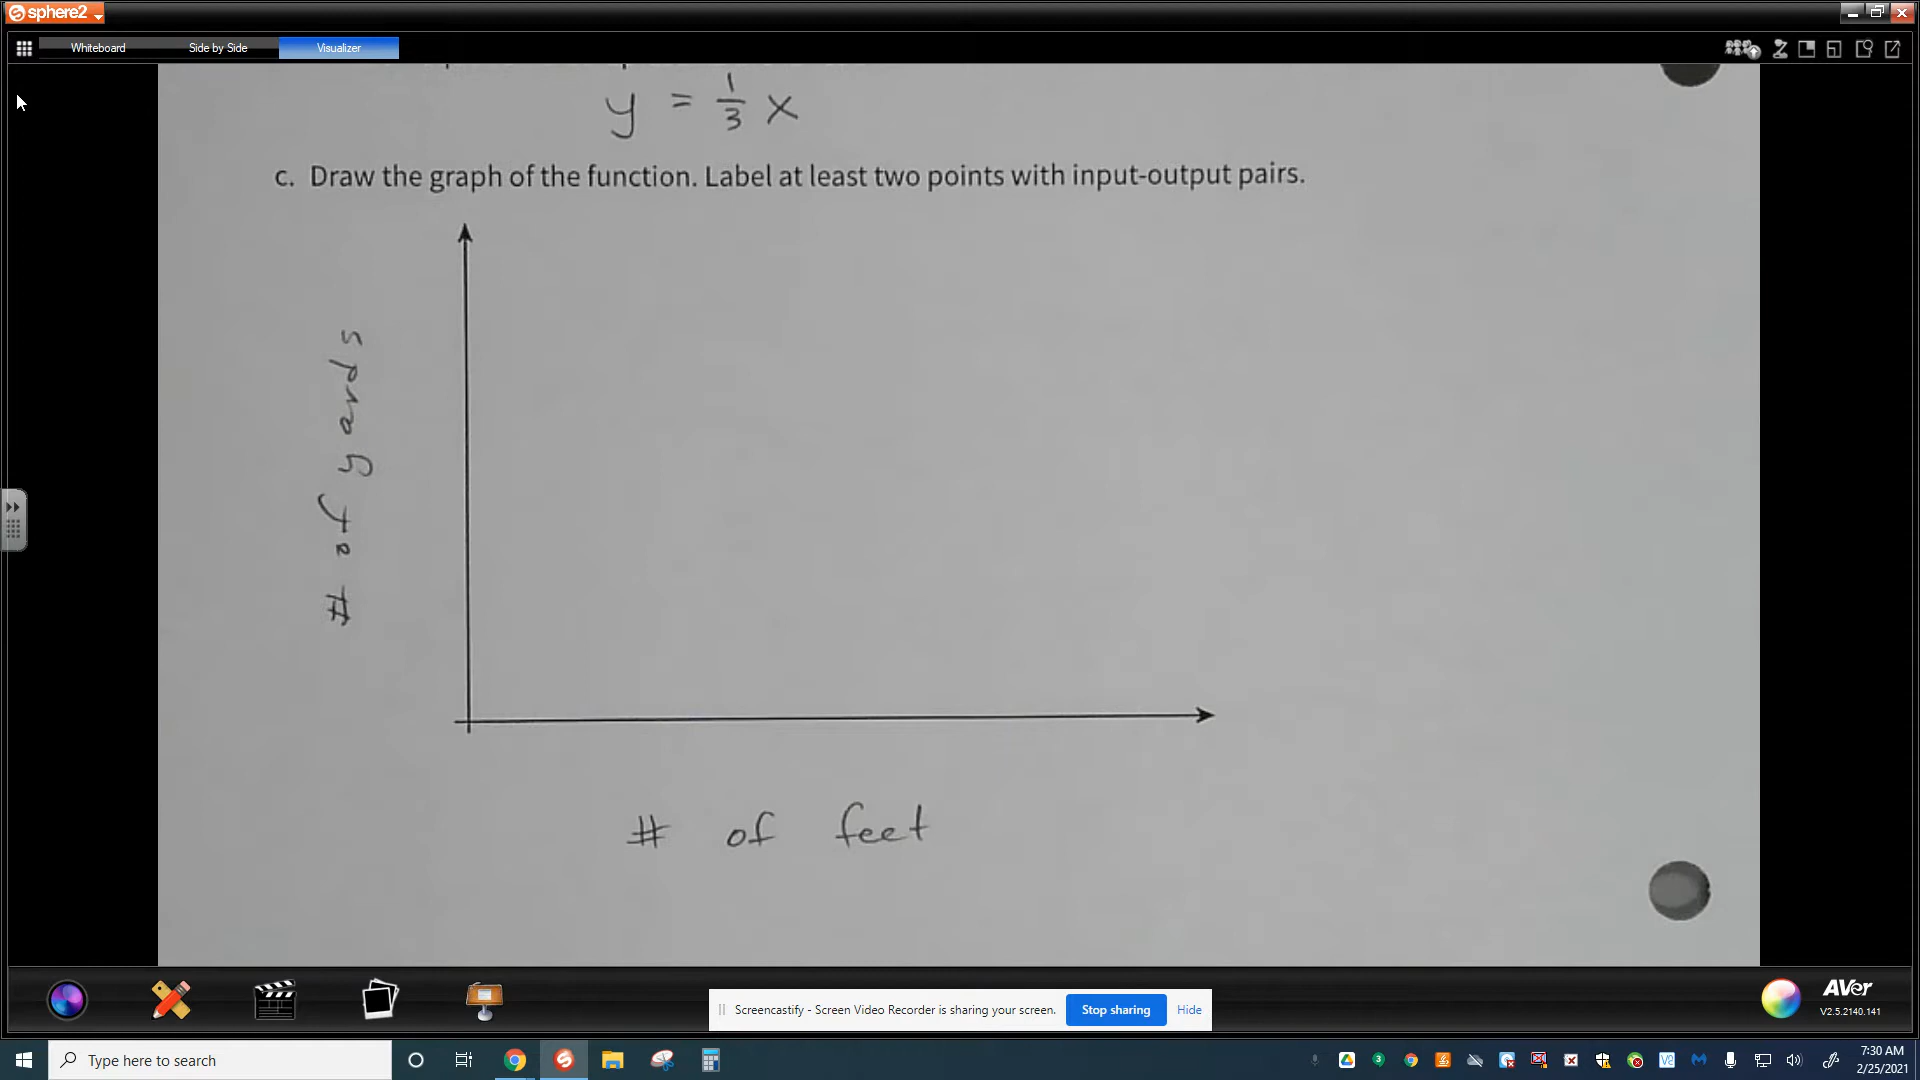 sphere2
Whiteboard Side by Side Visualizer
y = 1/3 x
c. Draw the graph of the function. Label at least two points with input-output pairs.
# of yards
# of feet
Screencastify - Screen Video Recorder is sharing your screen. Stop sharing Hide
AVer
V2.5.2140.141
Type here to search
7:30 AM
2/25/2021